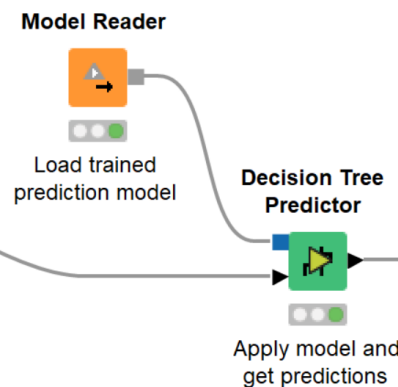 Model Reader
Load trained
prediction model
Decision Tree
Predictor
Apply model and
get predictions